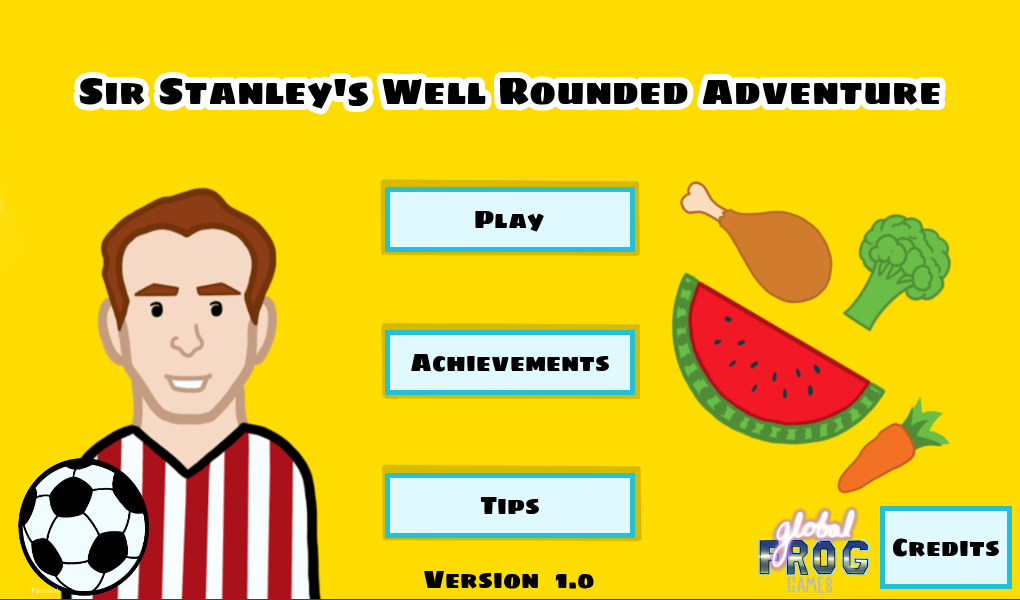 Sir Stanley's Well Rounded Adventure
Play
Achievements
Tips
global
FROG
GAMES
Credits
Version 1.0